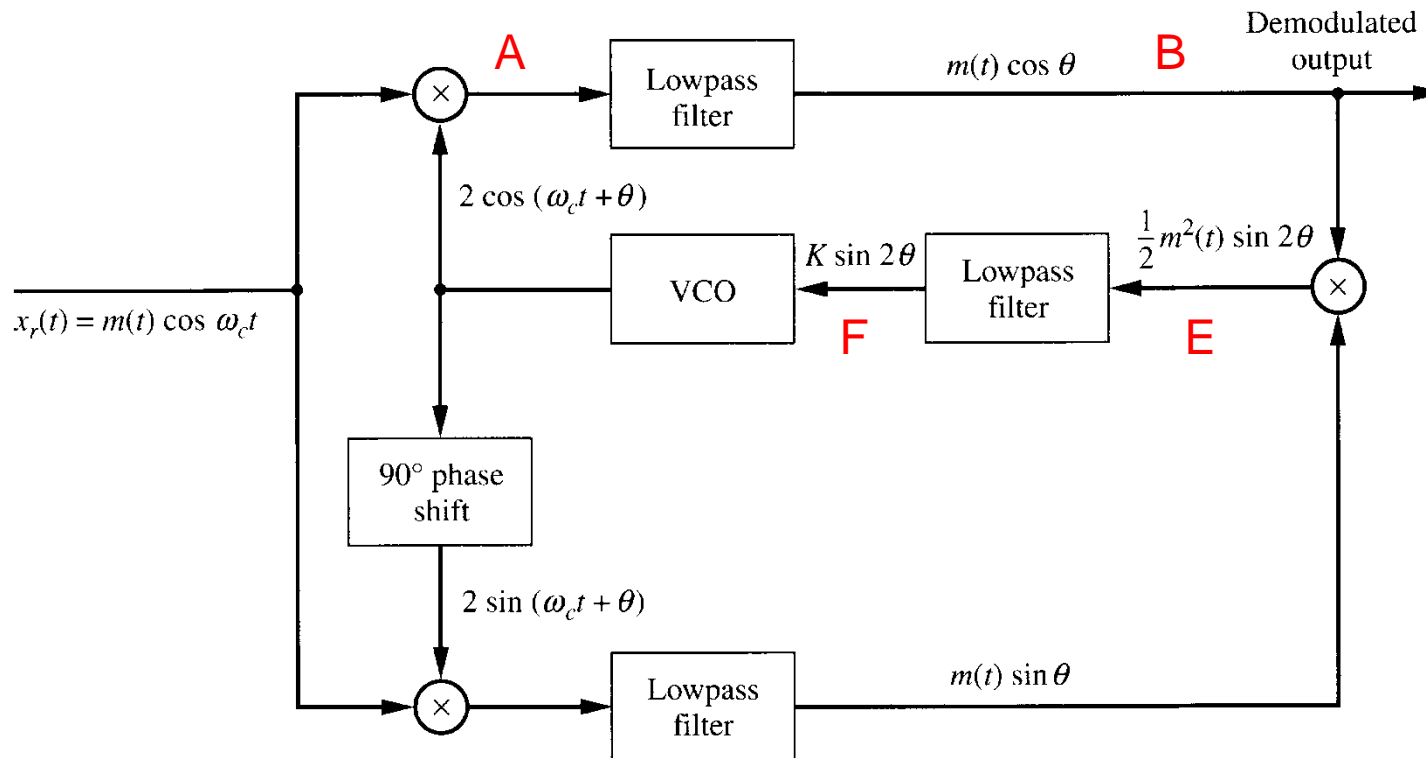 A
B
Demodulated
output
Lowpass
filter
m(t) cos θ
×
2 cos (ω_c t + θ)
x_r(t) = m(t) cos ω_c t
VCO
K sin 2θ
Lowpass
filter
1/2 m²(t) sin 2θ
×
F
E
90° phase
shift
2 sin (ω_c t + θ)
×
Lowpass
filter
m(t) sin θ